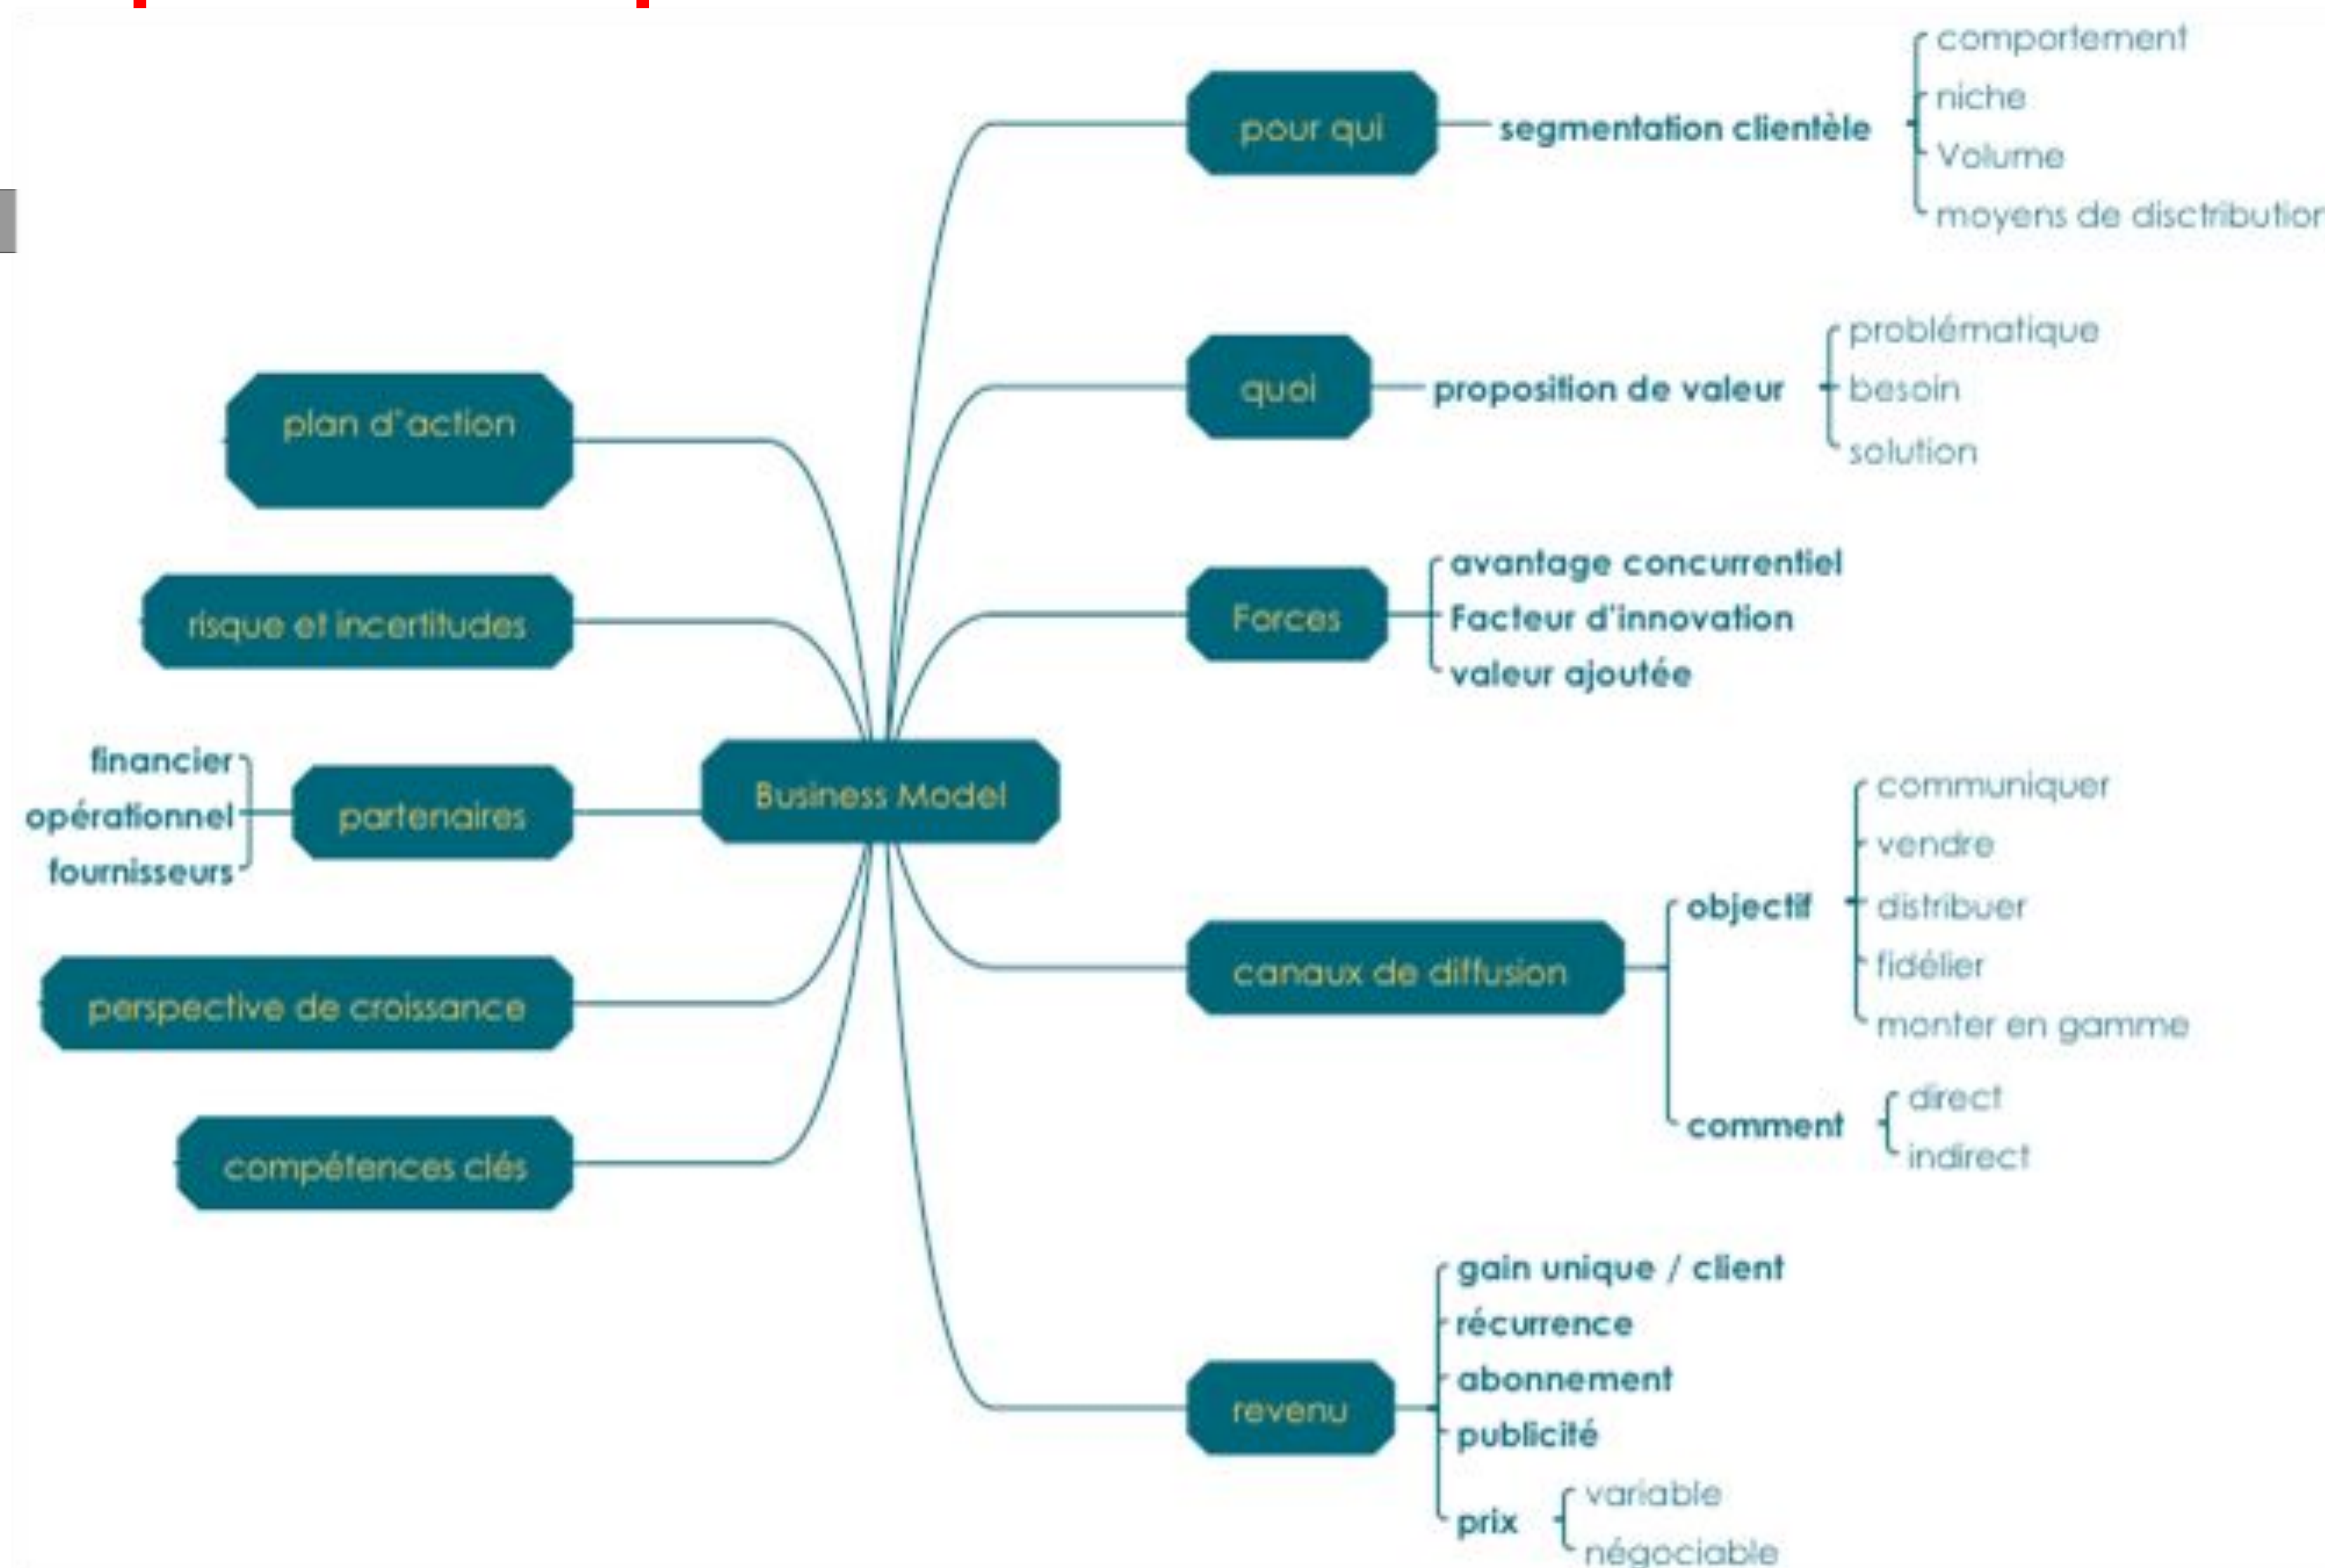 Business Model
pour qui
segmentation clientèle
comportement
niche
Volume
moyens de disctribution
quoi
proposition de valeur
problématique
besoin
solution
Forces
avantage concurrentiel
Facteur d'innovation
valeur ajoutée
canaux de diffusion
objectif
communiquer
vendre
distribuer
fidélier
monter en gamme
comment
direct
indirect
revenu
gain unique / client
récurrence
abonnement
publicité
prix
variable
négociable
plan d'action
risque et incertitudes
partenaires
financier
opérationnel
fournisseurs
perspective de croissance
compétences clés